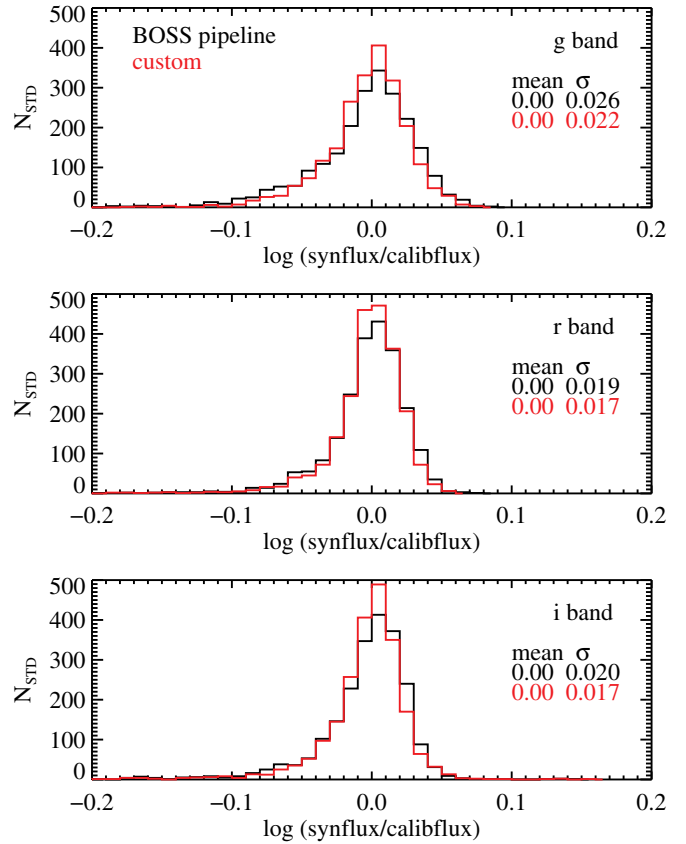 500
BOSS pipeline g band
400
custom
mean σ
300
0.00 0.026
0.00 0.022
N_STD
200
100
0
−0.2 −0.1 0.0 0.1 0.2
log (synflux/calibflux)
500
r band
400
mean σ
300
0.00 0.019
0.00 0.017
N_STD
200
100
0
−0.2 −0.1 0.0 0.1 0.2
log (synflux/calibflux)
500
i band
400
mean σ
300
0.00 0.020
0.00 0.017
N_STD
200
100
0
−0.2 −0.1 0.0 0.1 0.2
log (synflux/calibflux)